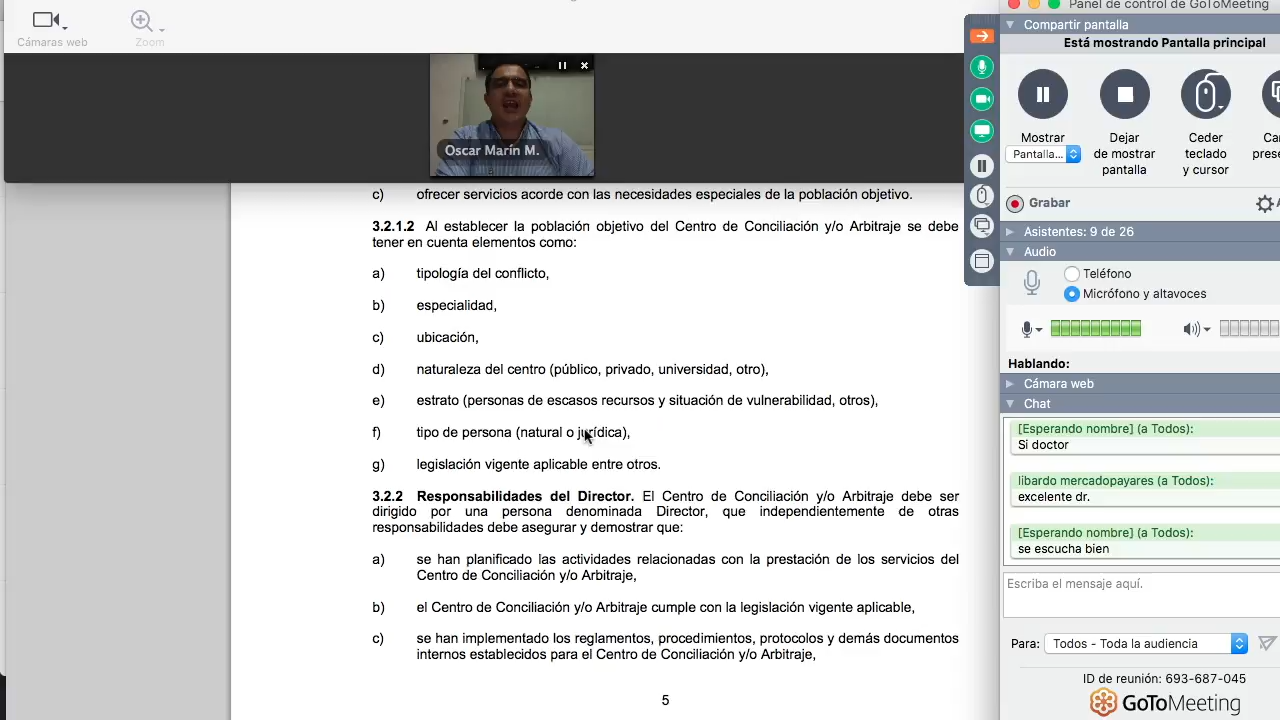 Panel de control de GoToMeeting
Cámaras web
Zoom
Compartir pantalla
Está mostrando Pantalla principal
Oscar Marín M.
Mostrar
Dejar
de mostrar
pantalla
Ceder
teclado
y cursor
Pantalla...
Grabar
Asistentes: 9 de 26
Audio
Teléfono
Micrófono y altavoces
Hablando:
Cámara web
Chat
[Esperando nombre] (a Todos):
Si doctor
libardo mercadopayares (a Todos):
excelente dr.
[Esperando nombre] (a Todos):
se escucha bien
Escriba el mensaje aquí.
Para: Todos - Toda la audiencia
ID de reunión: 693-687-045
GoToMeeting
c) ofrecer servicios acorde con las necesidades especiales de la población objetivo.
3.2.1.2 Al establecer la población objetivo del Centro de Conciliación y/o Arbitraje se debe
tener en cuenta elementos como:
a) tipología del conflicto,
b) especialidad,
c) ubicación,
d) naturaleza del centro (público, privado, universidad, otro),
e) estrato (personas de escasos recursos y situación de vulnerabilidad, otros),
f) tipo de persona (natural o jurídica),
g) legislación vigente aplicable entre otros.
3.2.2 Responsabilidades del Director. El Centro de Conciliación y/o Arbitraje debe ser
dirigido por una persona denominada Director, que independientemente de otras
responsabilidades debe asegurar y demostrar que:
a) se han planificado las actividades relacionadas con la prestación de los servicios del
Centro de Conciliación y/o Arbitraje,
b) el Centro de Conciliación y/o Arbitraje cumple con la legislación vigente aplicable,
c) se han implementado los reglamentos, procedimientos, protocolos y demás documentos
internos establecidos para el Centro de Conciliación y/o Arbitraje,
5